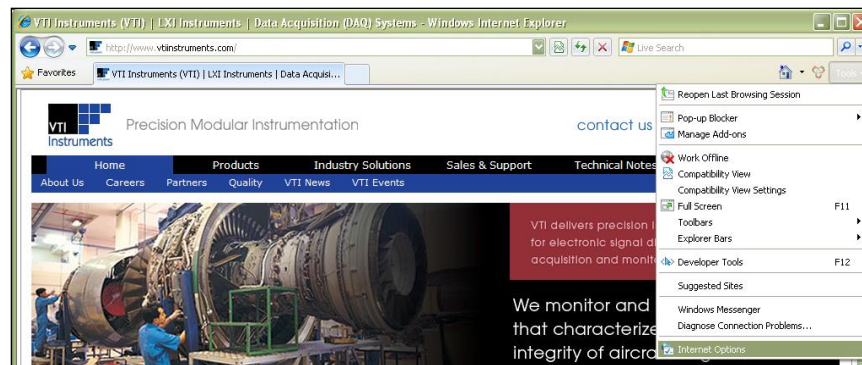 VTI Instruments (VTI) | LXI Instruments | Data Acquisition (DAQ) Systems - Windows Internet Explorer
http://www.vtiinstruments.com/
Live Search
Favorites
VTI Instruments (VTI) | LXI Instruments | Data Acquisi...
Tools
VTI
Instruments
Precision Modular Instrumentation
contact us
Home Products Industry Solutions Sales & Support Technical Notes
About Us Careers Partners Quality VTI News VTI Events
VTI delivers precision
for electronic signal
acquisition and
We monitor and
that characterize
integrity of
Reopen Last Browsing Session
Pop-up Blocker
Manage Add-ons
Work Offline
Compatibility View
Compatibility View Settings
Full Screen F11
Toolbars
Explorer Bars
Developer Tools F12
Suggested Sites
Windows Messenger
Diagnose Connection Problems...
Internet Options